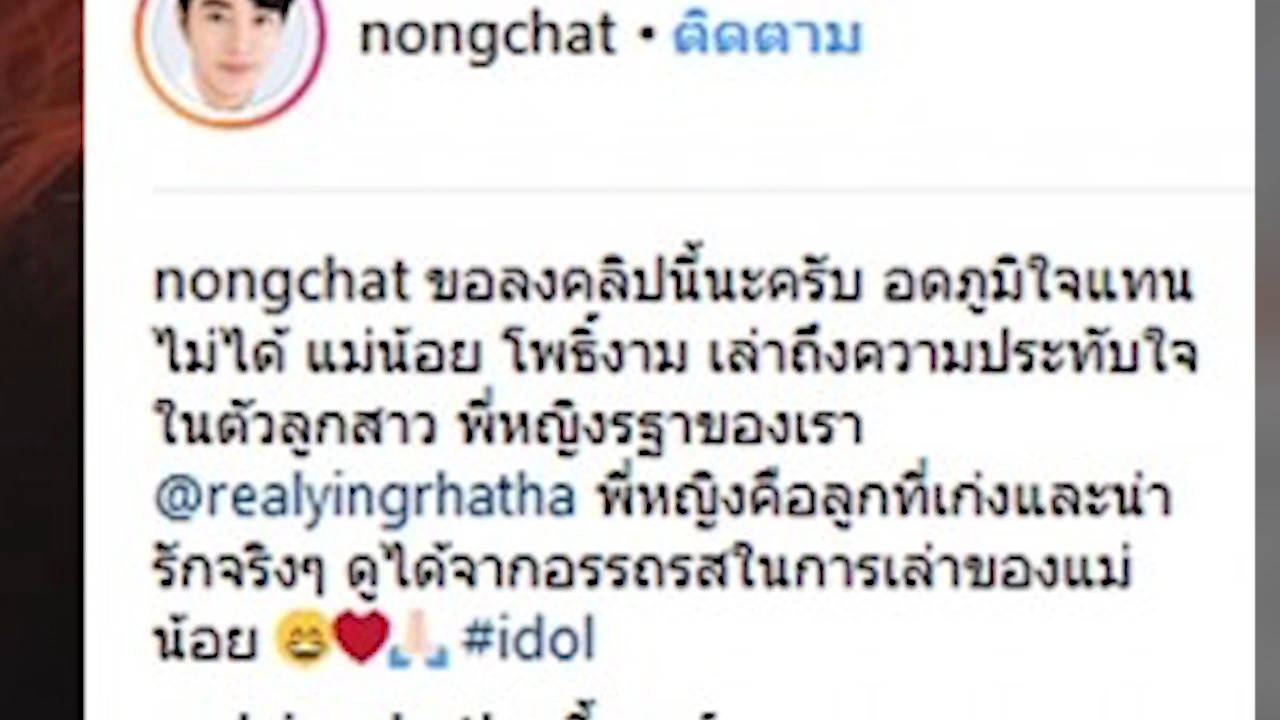 nongchat • ติดตาม
nongchat ขอลงคลิปนี้นะครับ อดภูมิใจแทน
ไม่ได้ แม่น้อย โพธิ์งาม เล่าถึงความประทับใจ
ในตัวลูกสาว พี่หญิงรฐาของเรา
@realyingrhatha พี่หญิงคือลูกที่เก่งและน่า
รักจริงๆ ดูได้จากอรรถรสในการเล่าของแม่
น้อย 😄❤️🙏🏻 #idol